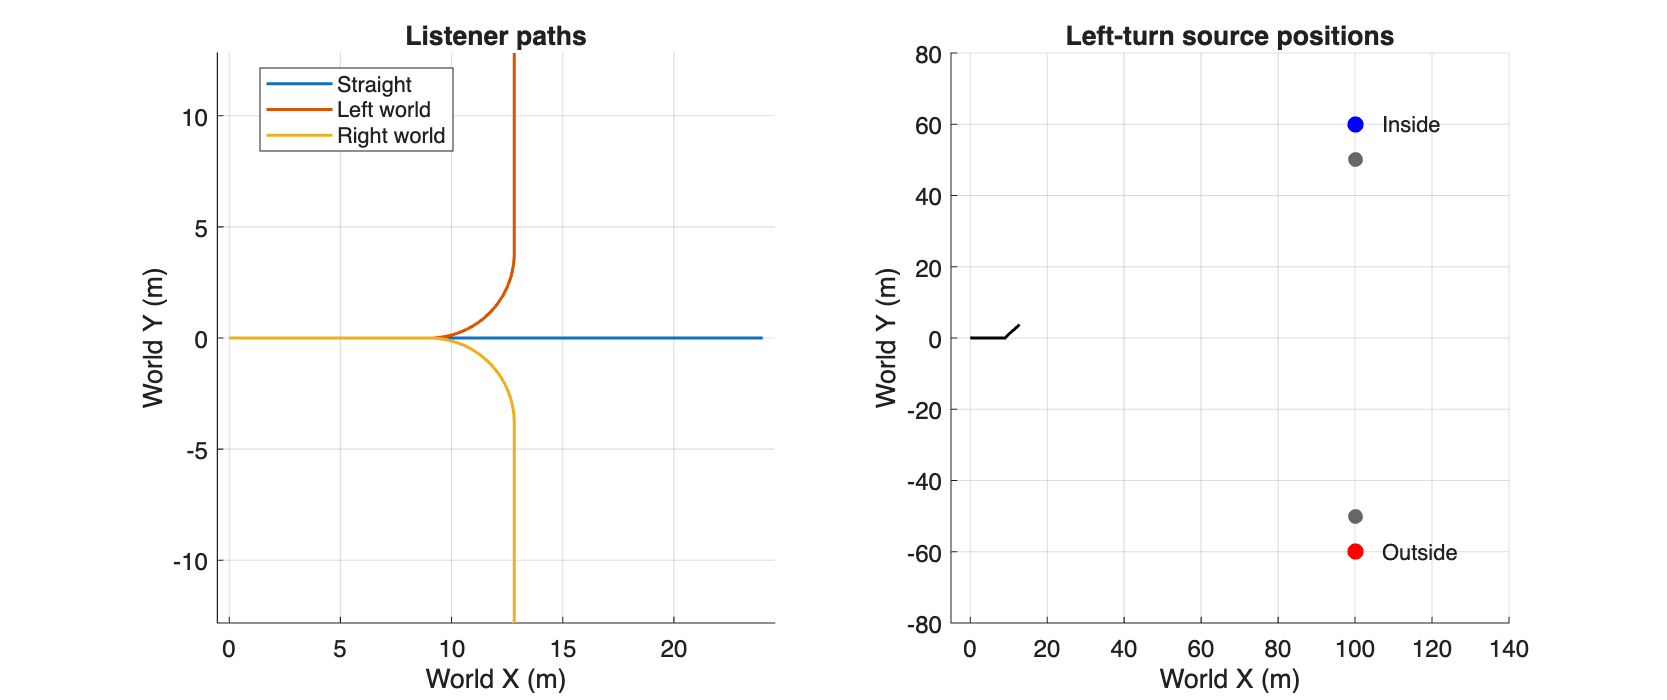 Listener paths
Straight
Left world
Right world
10
5
0
-5
-10
World Y (m)
0
5
10
15
20
World X (m)
Left-turn source positions
80
60
40
20
0
-20
-40
-60
-80
World Y (m)
Inside
Outside
0
20
40
60
80
100
120
140
World X (m)